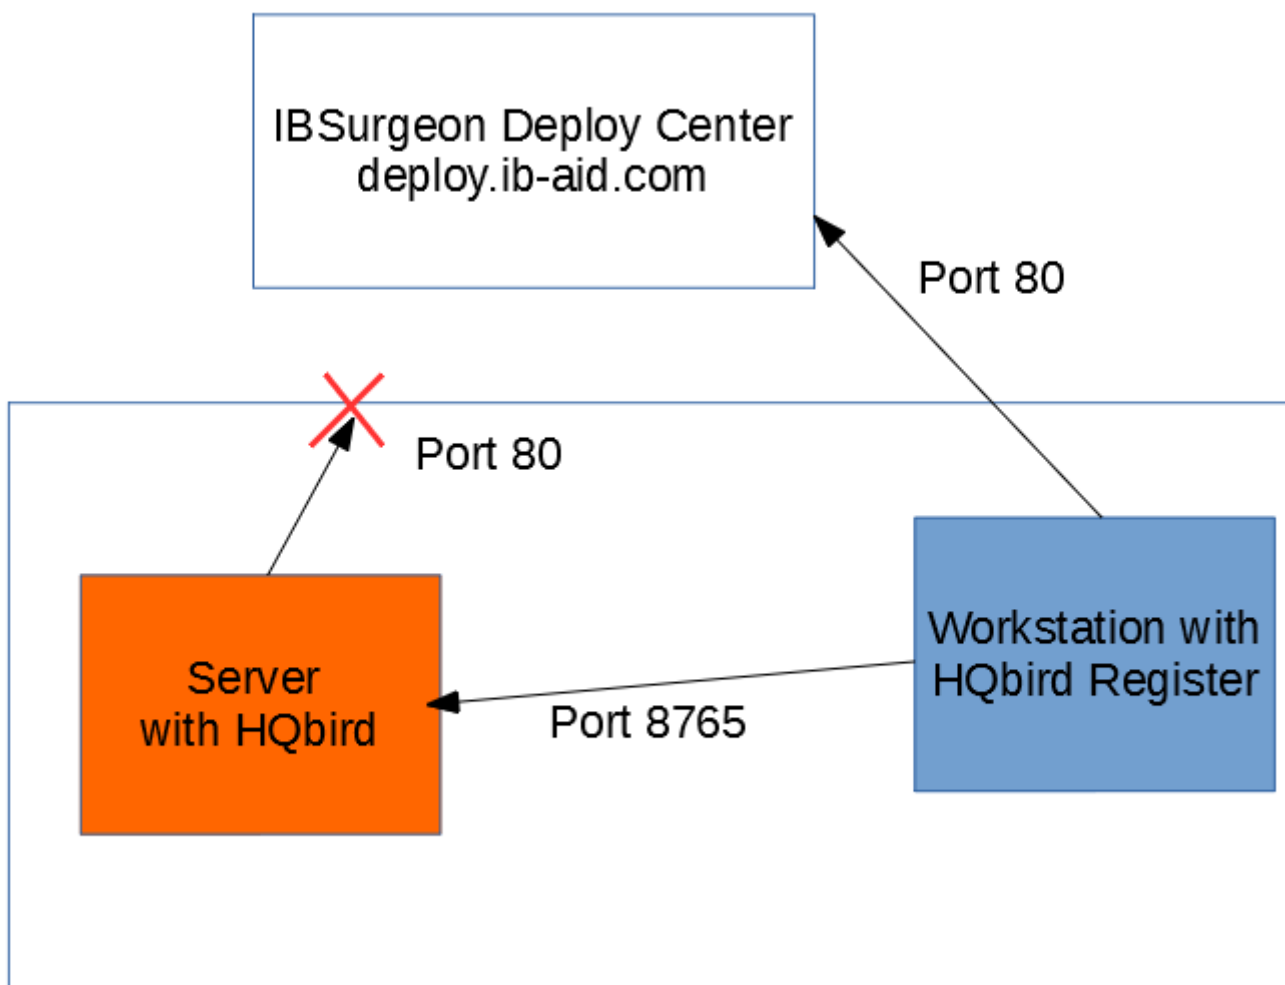 IBSurgeon Deploy Center
deploy.ib-aid.com
Port 80
Port 80
Workstation with
HQbird Register
Server
with HQbird
Port 8765